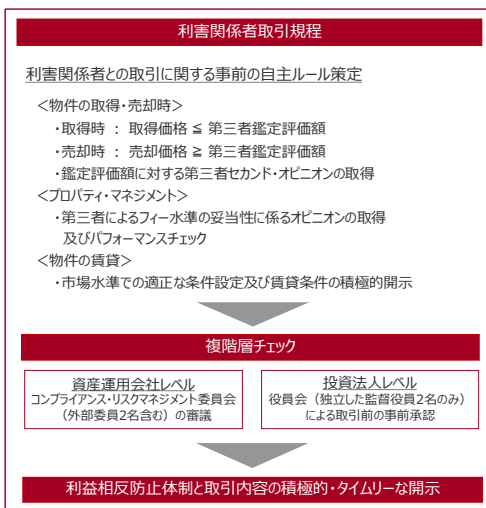 利害関係者取引規程
利害関係者との取引に関する事前の自主ルール策定
＜物件の取得・売却時＞
・取得時 ： 取得価格 ≦ 第三者鑑定評価額
・売却時 ： 売却価格 ≧ 第三者鑑定評価額
・鑑定評価額に対する第三者セカンド・オピニオンの取得
＜プロパティ・マネジメント＞
・第三者によるフィー水準の妥当性に係るオピニオンの取得
及びパフォーマンスチェック
＜物件の賃貸＞
・市場水準での適正な条件設定及び賃貸条件の積極的開示
複階層チェック
資産運用会社レベル
コンプライアンス・リスクマネジメント委員会
（外部委員2名含む）の審議
投資法人レベル
役員会（独立した監督役員2名のみ）
による取引前の事前承認
利益相反防止体制と取引内容の積極的・タイムリーな開示